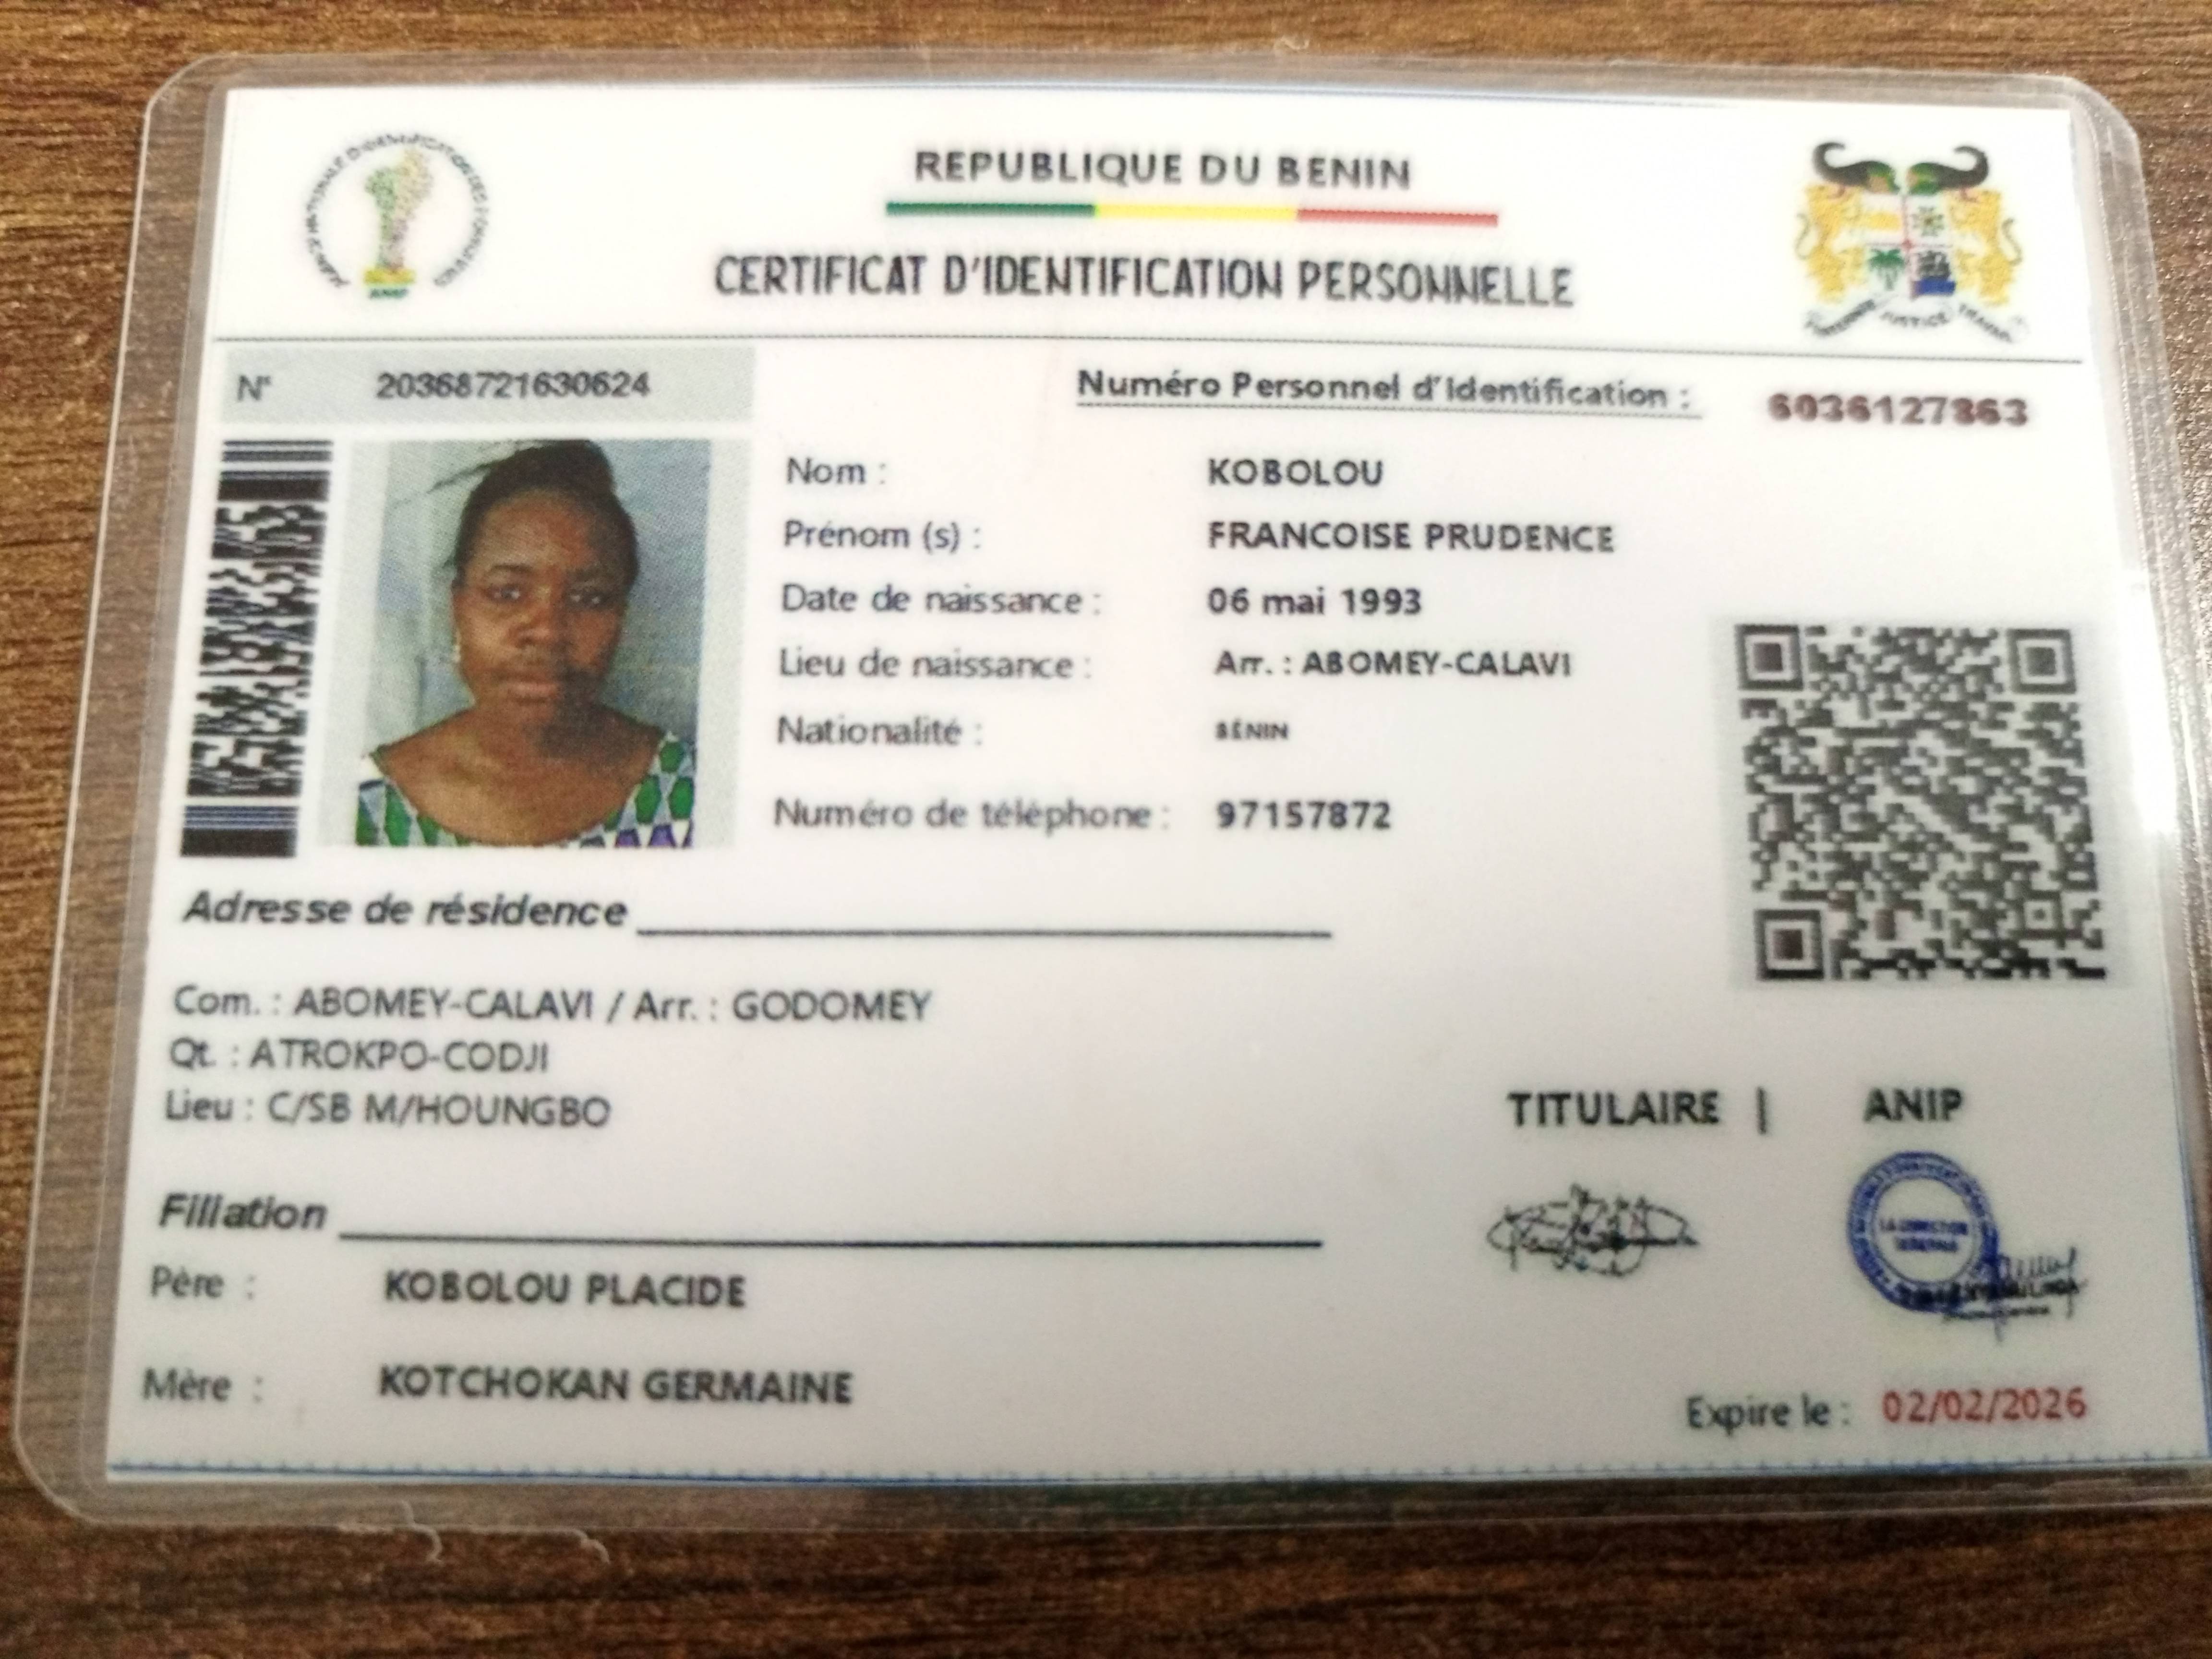 REPUBLIQUE DU BENIN
CERTIFICAT D'IDENTIFICATION PERSONNELLE
ANIP
N° 20368721630624
Numéro Personnel d'Identification : 6036127863
Nom : KOBOLOU
Prénom (s) : FRANCOISE PRUDENCE
Date de naissance : 06 mai 1993
Lieu de naissance : Arr. : ABOMEY-CALAVI
Nationalité : BÉNIN
Numéro de téléphone : 97157872
Adresse de résidence
Com. : ABOMEY-CALAVI / Arr. : GODOMEY
Qt. : ATROKPO-CODJI
Lieu : C/SB M/HOUNGBO
TITULAIRE | ANIP
Filiation
Père : KOBOLOU PLACIDE
Mère : KOTCHOKAN GERMAINE
Expire le : 02/02/2026